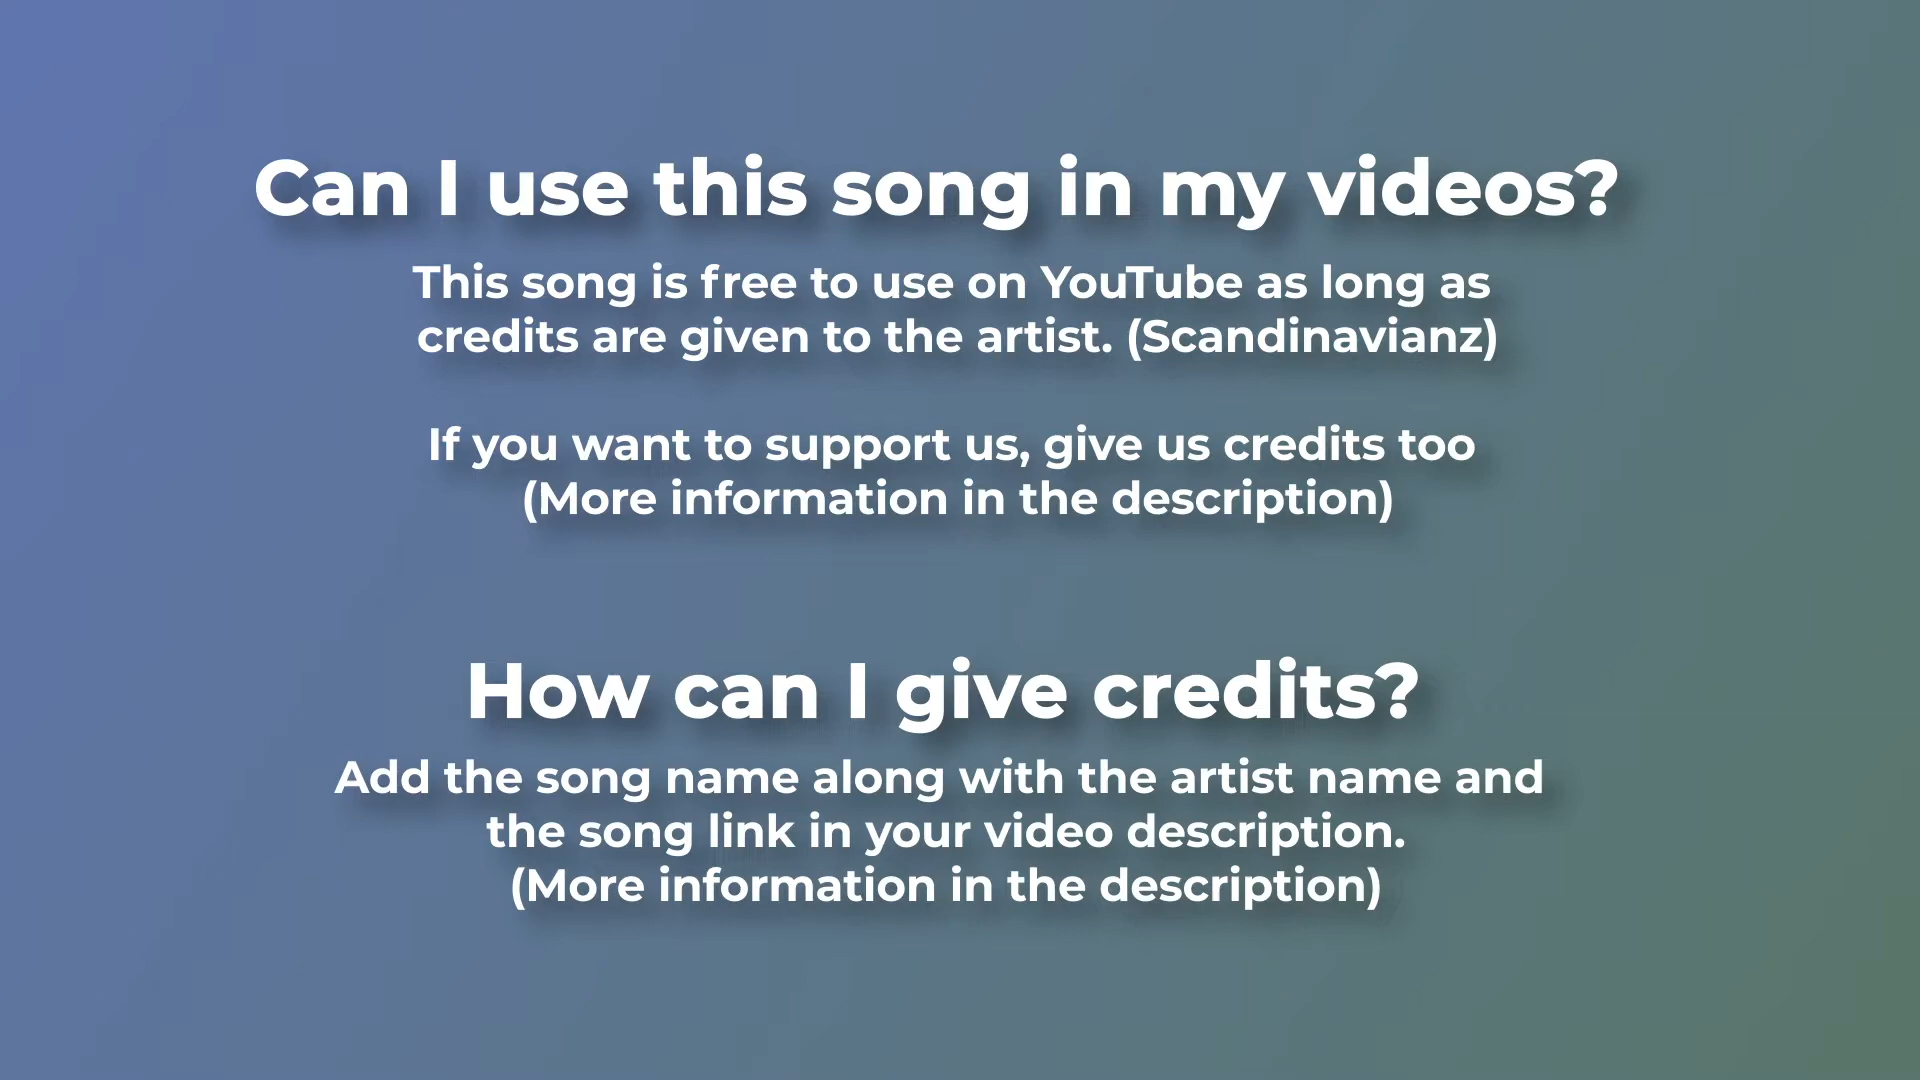 Can I use this song in my videos?
This song is free to use on YouTube as long as
credits are given to the artist. (Scandinavianz)
If you want to support us, give us credits too
(More information in the description)
How can I give credits?
Add the song name along with the artist name and
the song link in your video description.
(More information in the description)